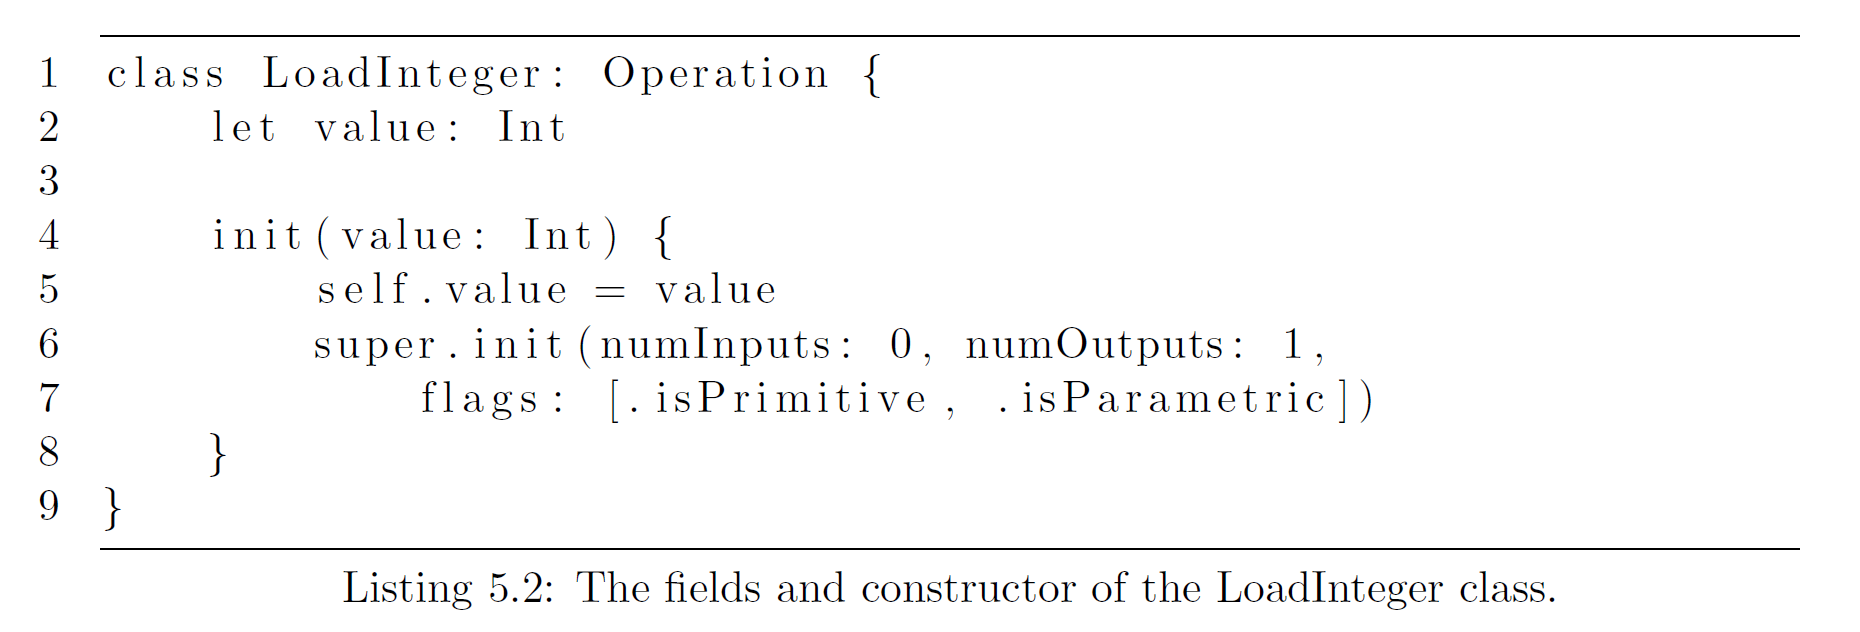 1 class LoadInteger: Operation {
2     let value: Int
3
4     init(value: Int) {
5         self.value = value
6         super.init(numInputs: 0, numOutputs: 1,
7             flags: [.isPrimitive, .isParametric])
8     }
9 }
Listing 5.2: The fields and constructor of the LoadInteger class.